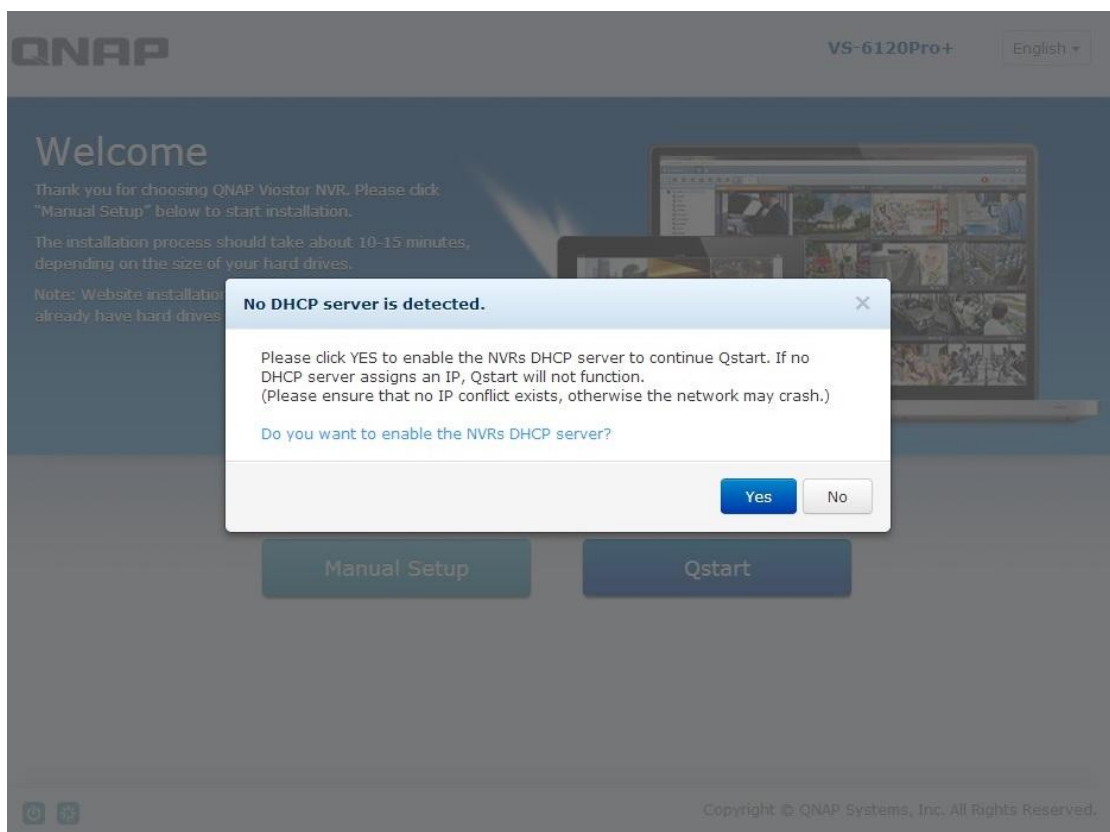 QNAP
VS-6120Pro+
English
Welcome
Thank you for choosing QNAP Viostor NVR. Please click
"Manual Setup" below to start installation.
The installation process should take about 10-15 minutes,
depending on the size of your hard drives.
Note: Website installation
already have hard drives
No DHCP server is detected.
Please click YES to enable the NVRs DHCP server to continue Qstart. If no
DHCP server assigns an IP, Qstart will not function.
(Please ensure that no IP conflict exists, otherwise the network may crash.)
Do you want to enable the NVRs DHCP server?
Yes
No
Manual Setup
Qstart
Copyright © QNAP Systems, Inc. All Rights Reserved.